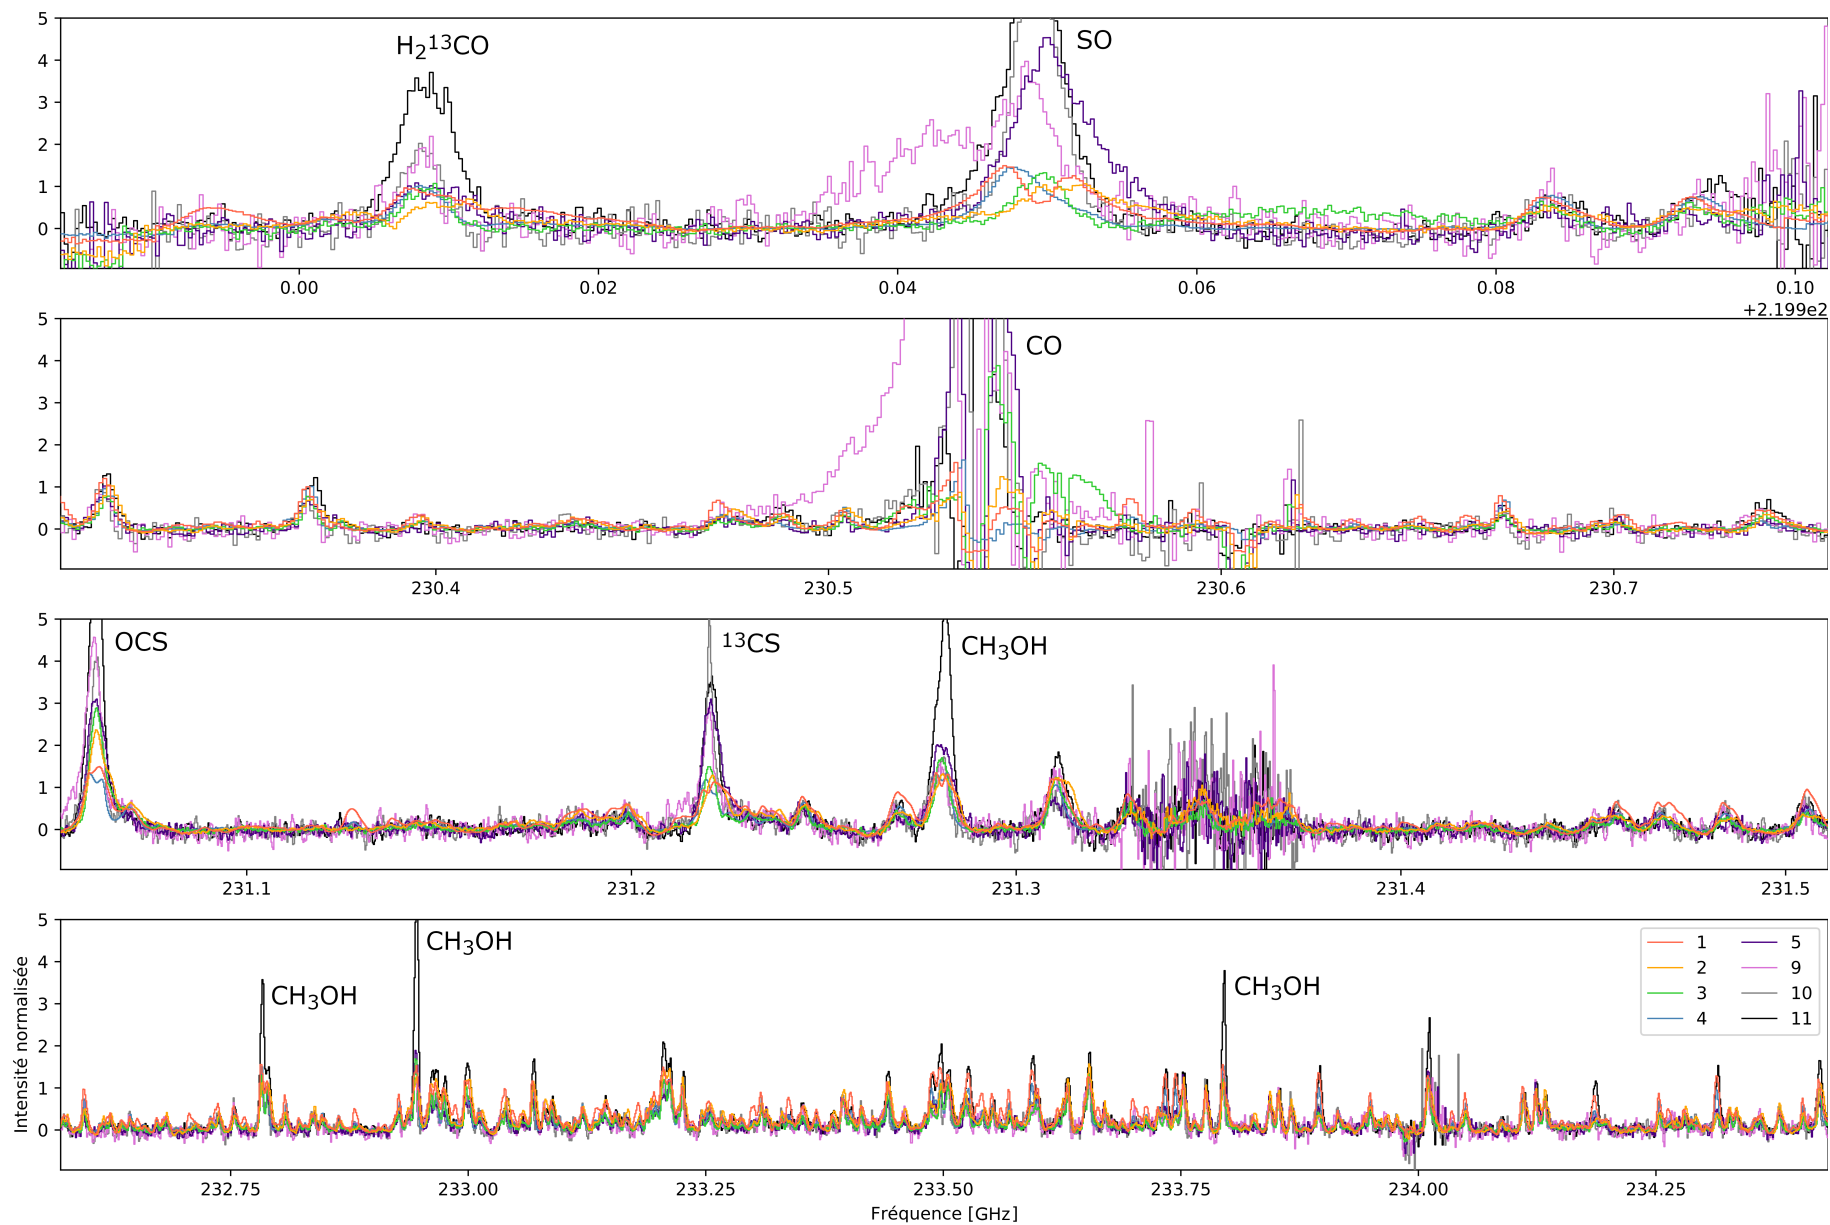 5
H₂¹³CO
SO
4
3
2
1
0
0.00 0.02 0.04 0.06 0.08 0.10
+2.199e2
5
CO
4
3
2
1
0
230.4 230.5 230.6 230.7
5
OCS ¹³CS CH₃OH
4
3
2
1
0
231.1 231.2 231.3 231.4 231.5
5
CH₃OH
4
CH₃OH CH₃OH
3
2
1
0
1 5
2 9
3 10
4 11
Intensité normalisée
232.75 233.00 233.25 233.50 233.75 234.00 234.25
Fréquence [GHz]